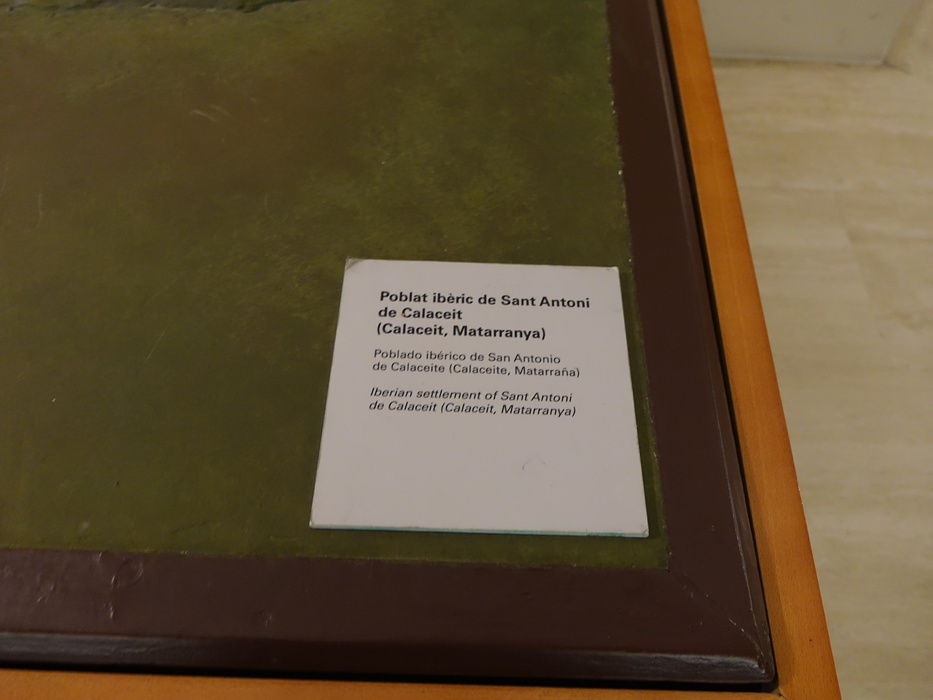 Poblat ibèric de Sant Antoni
de Calaceit
(Calaceit, Matarranya)
Poblado ibérico de San Antonio
de Calaceite (Calaceite, Matarraña)
Iberian settlement of Sant Antoni
de Calaceit (Calaceit, Matarranya)